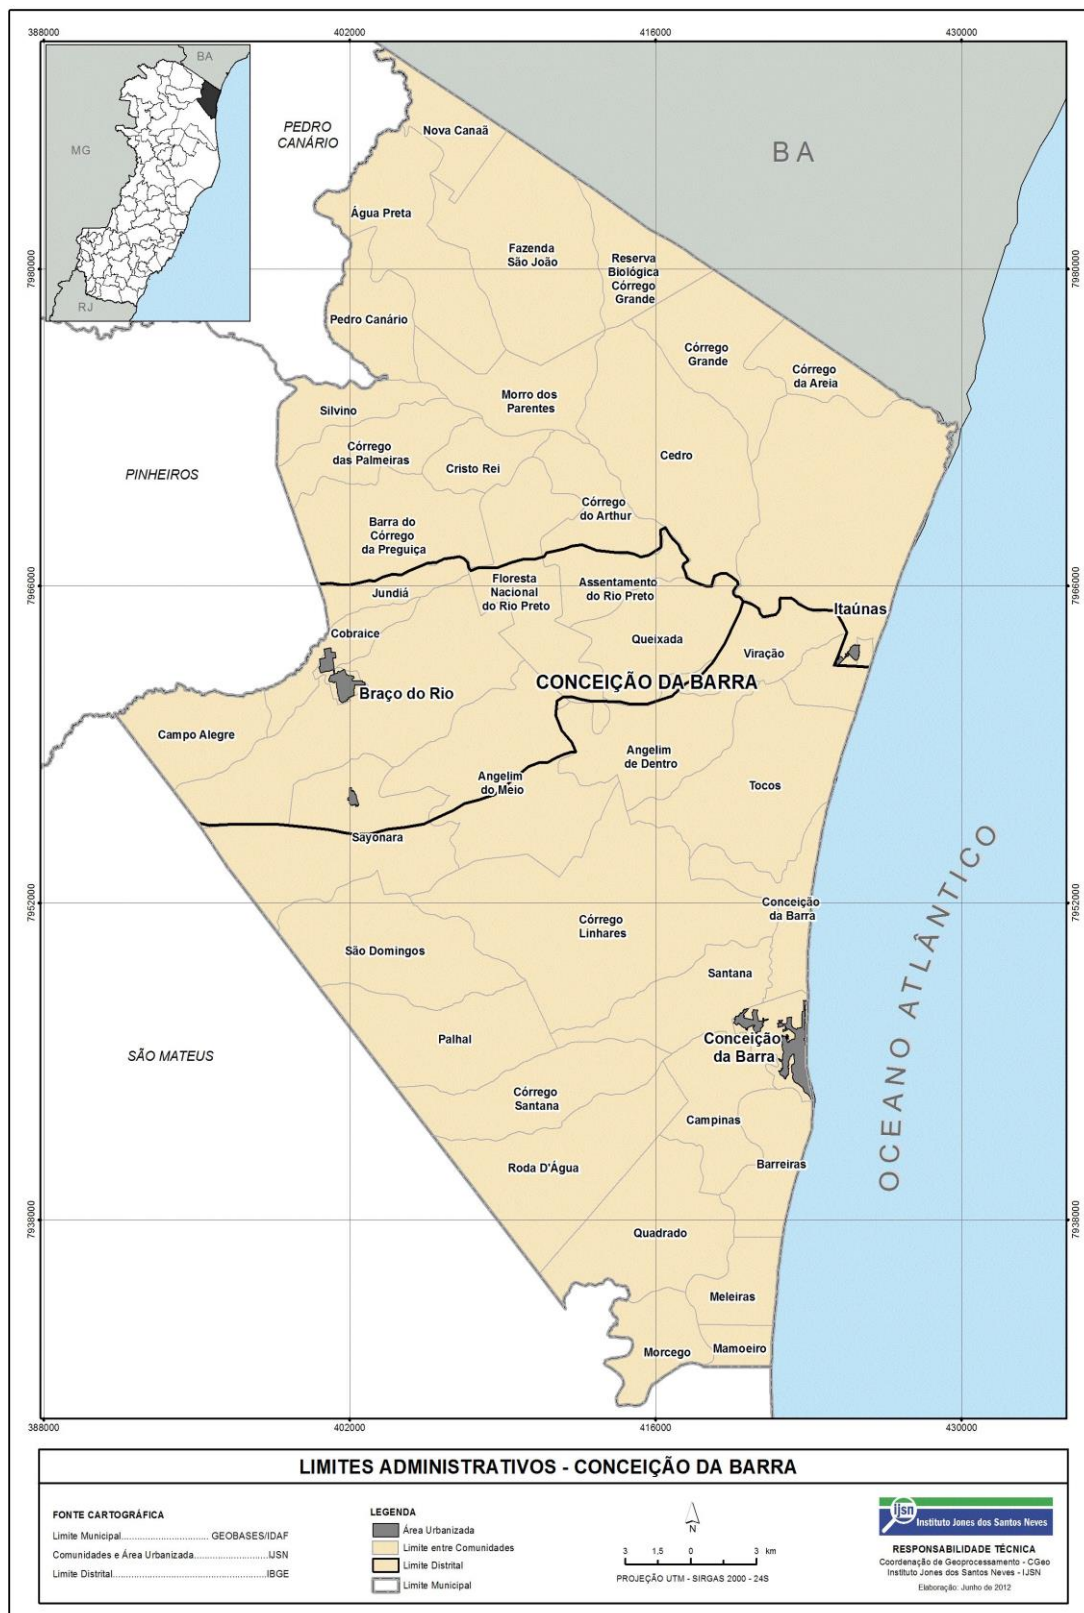 388000
402000
416000
430000
BA
MG
RJ
PEDRO
CANÁRIO
Nova Canaã
BA
Água Preta
Fazenda
São João
Reserva
Biológica
Córrego
Grande
7980000
7980000
Pedro Canário
Córrego
Grande
Córrego
da Areia
Silvino
Morro dos
Parentes
Córrego
das Palmeiras
Cristo Rei
Cedro
PINHEIROS
Córrego
do Arthur
Barra do
Córrego
da Preguiça
7966000
7966000
Jundiá
Floresta
Nacional
do Rio Preto
Assentamento
do Rio Preto
Itaúnas
Cobraice
Queixada
Viração
Braço do Rio
CONCEIÇÃO DA BARRA
Campo Alegre
Angelim
de Dentro
Angelim
do Meio
Tocos
Sayonara
OCEANO ATLÂNTICO
7952000
7952000
Conceição
da Barra
Córrego
Linhares
São Domingos
Santana
Palhal
Conceição
da Barra
SÃO MATEUS
Córrego
Santana
Campinas
Roda D'Água
Barreiras
7938000
7938000
Quadrado
Meleiras
Morcego
Mamoeiro
388000
402000
416000
430000
LIMITES ADMINISTRATIVOS - CONCEIÇÃO DA BARRA
FONTE CARTOGRÁFICA
Limite Municipal................................ GEOBASES/IDAF
Comunidades e Área Urbanizada...........................IJSN
Limite Distrital......................................................IBGE
LEGENDA
Área Urbanizada
Limite entre Comunidades
Limite Distrital
Limite Municipal
N
3 1,5 0 3 km
PROJEÇÃO UTM - SIRGAS 2000 - 24S
ijsn
Instituto Jones dos Santos Neves
RESPONSABILIDADE TÉCNICA
Coordenação de Geoprocessamento - CGeo
Instituto Jones dos Santos Neves - IJSN
Elaboração: Junho de 2012